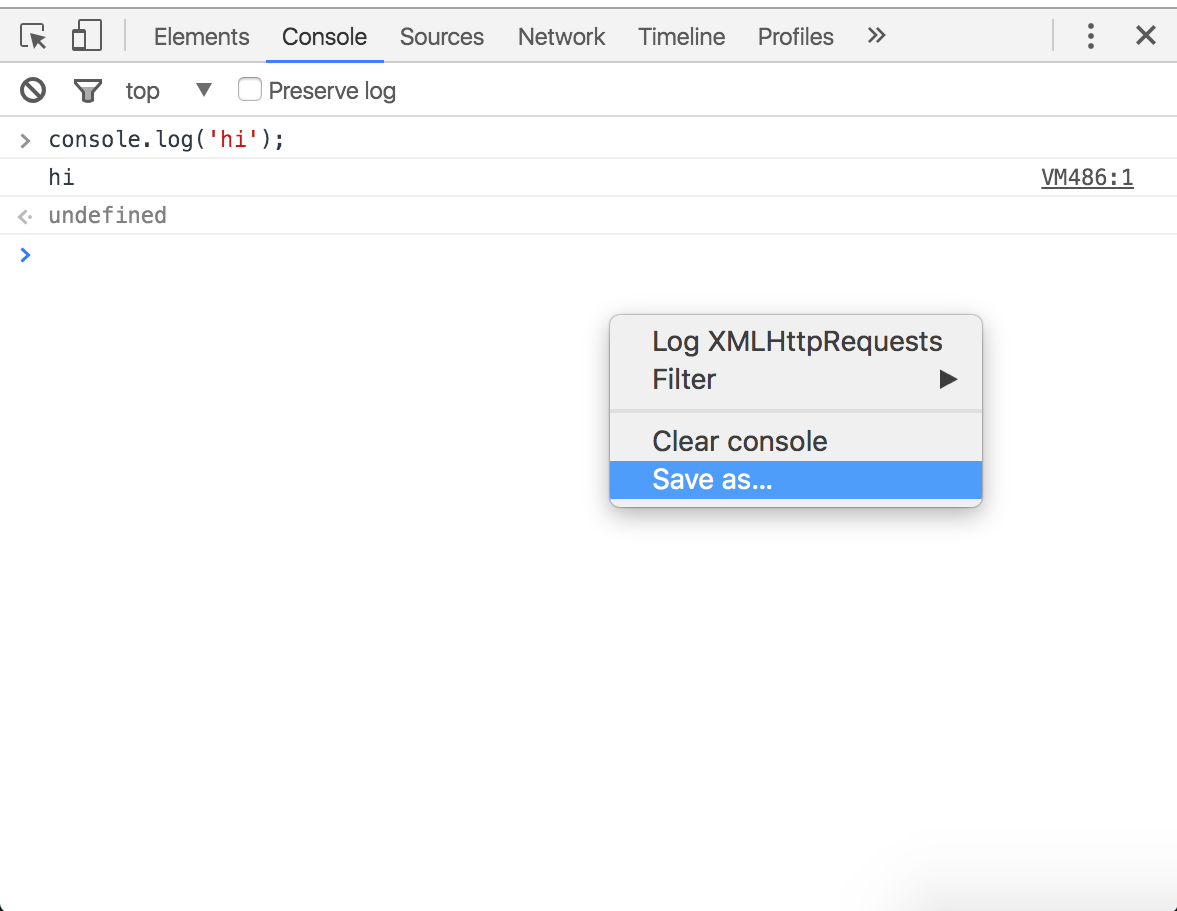 Elements Console Sources Network Timeline Profiles
top Preserve log
console.log('hi');
hi VM486:1
undefined
Log XMLHttpRequests
Filter
Clear console
Save as...